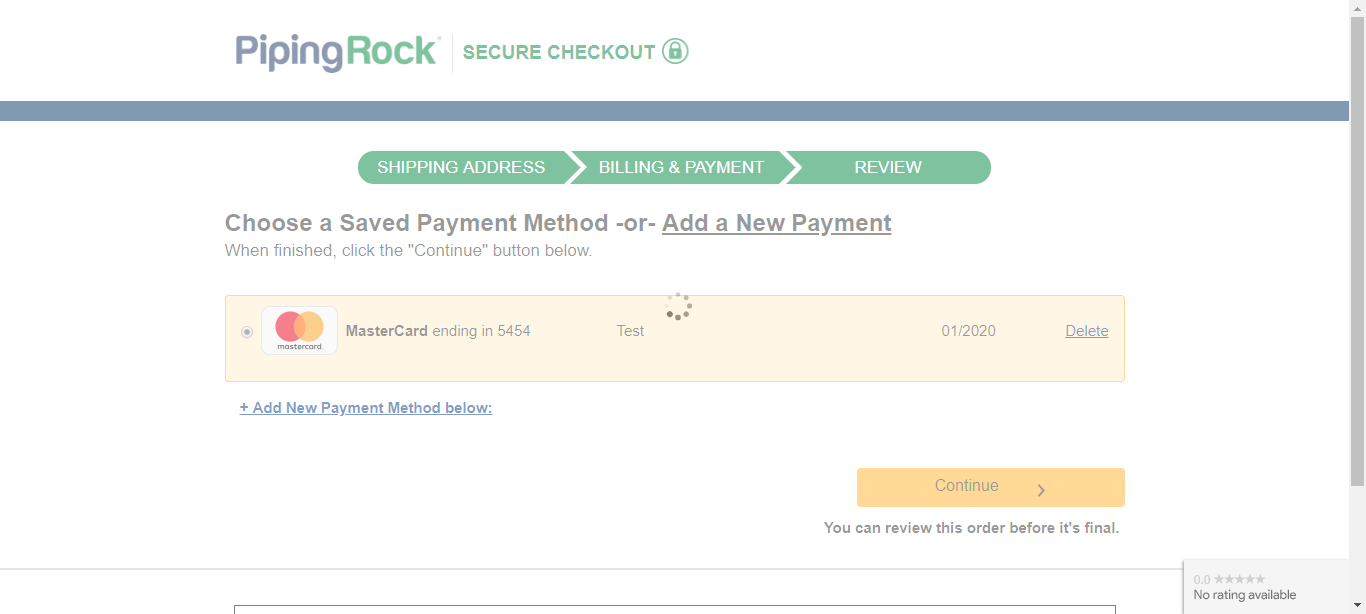 PipingRock® SECURE CHECKOUT
SHIPPING ADDRESS BILLING & PAYMENT REVIEW
Choose a Saved Payment Method -or- Add a New Payment
When finished, click the "Continue" button below.
mastercard.
MasterCard ending in 5454 Test 01/2020 Delete
+ Add New Payment Method below:
Continue
You can review this order before it's final.
0.0 ★★★★★
No rating available